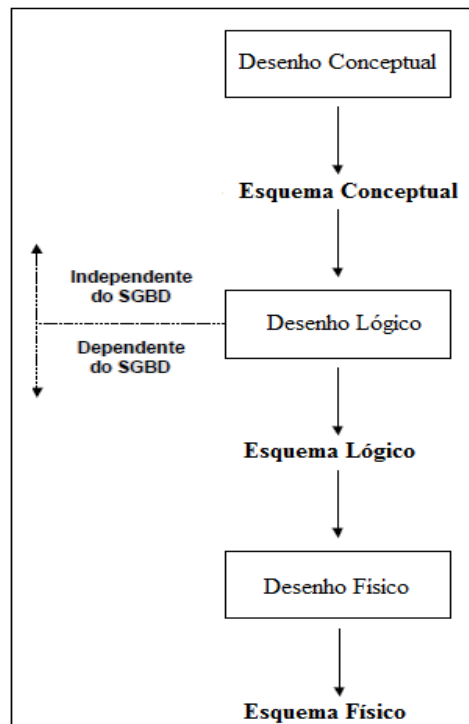 Desenho Conceptual
Esquema Conceptual
Independente
do SGBD
Desenho Lógico
Dependente
do SGBD
Esquema Lógico
Desenho Físico
Esquema Físico